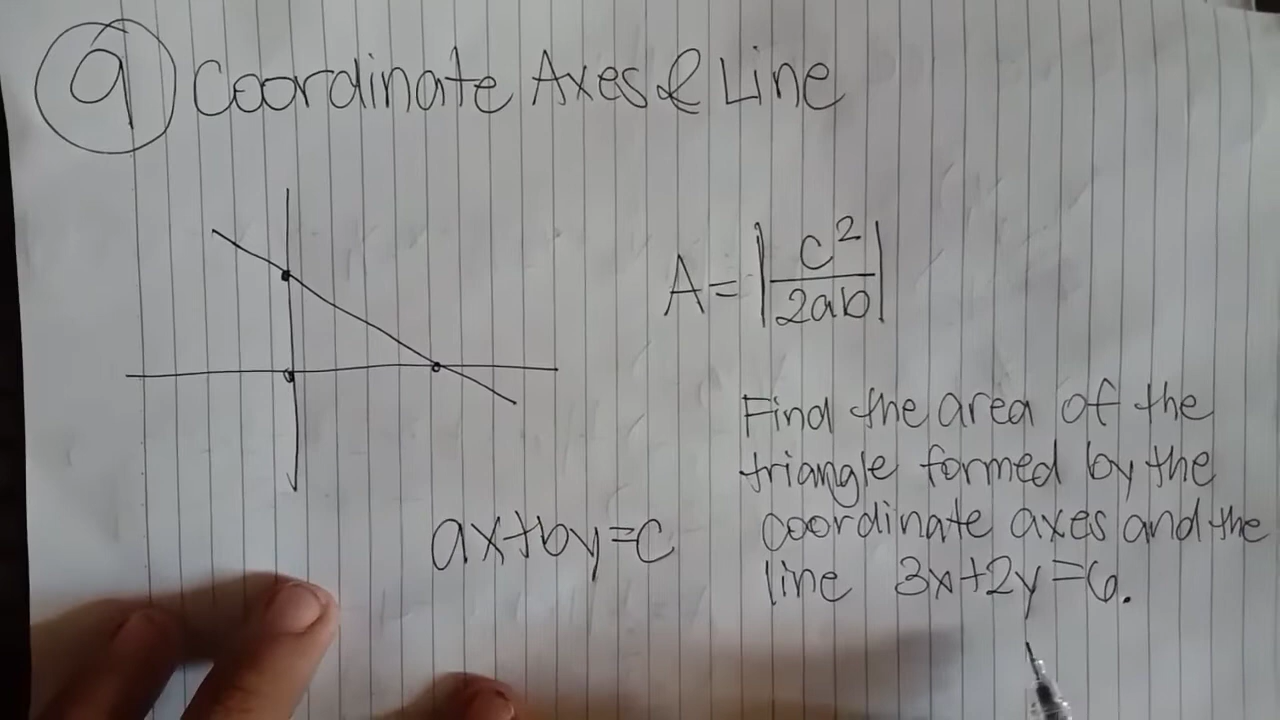 9 Coordinate Axes & Line
A = |c²/2ab|
Find the area of the
triangle formed by the
coordinate axes and the
line 3x+2y=6.
ax+by=c